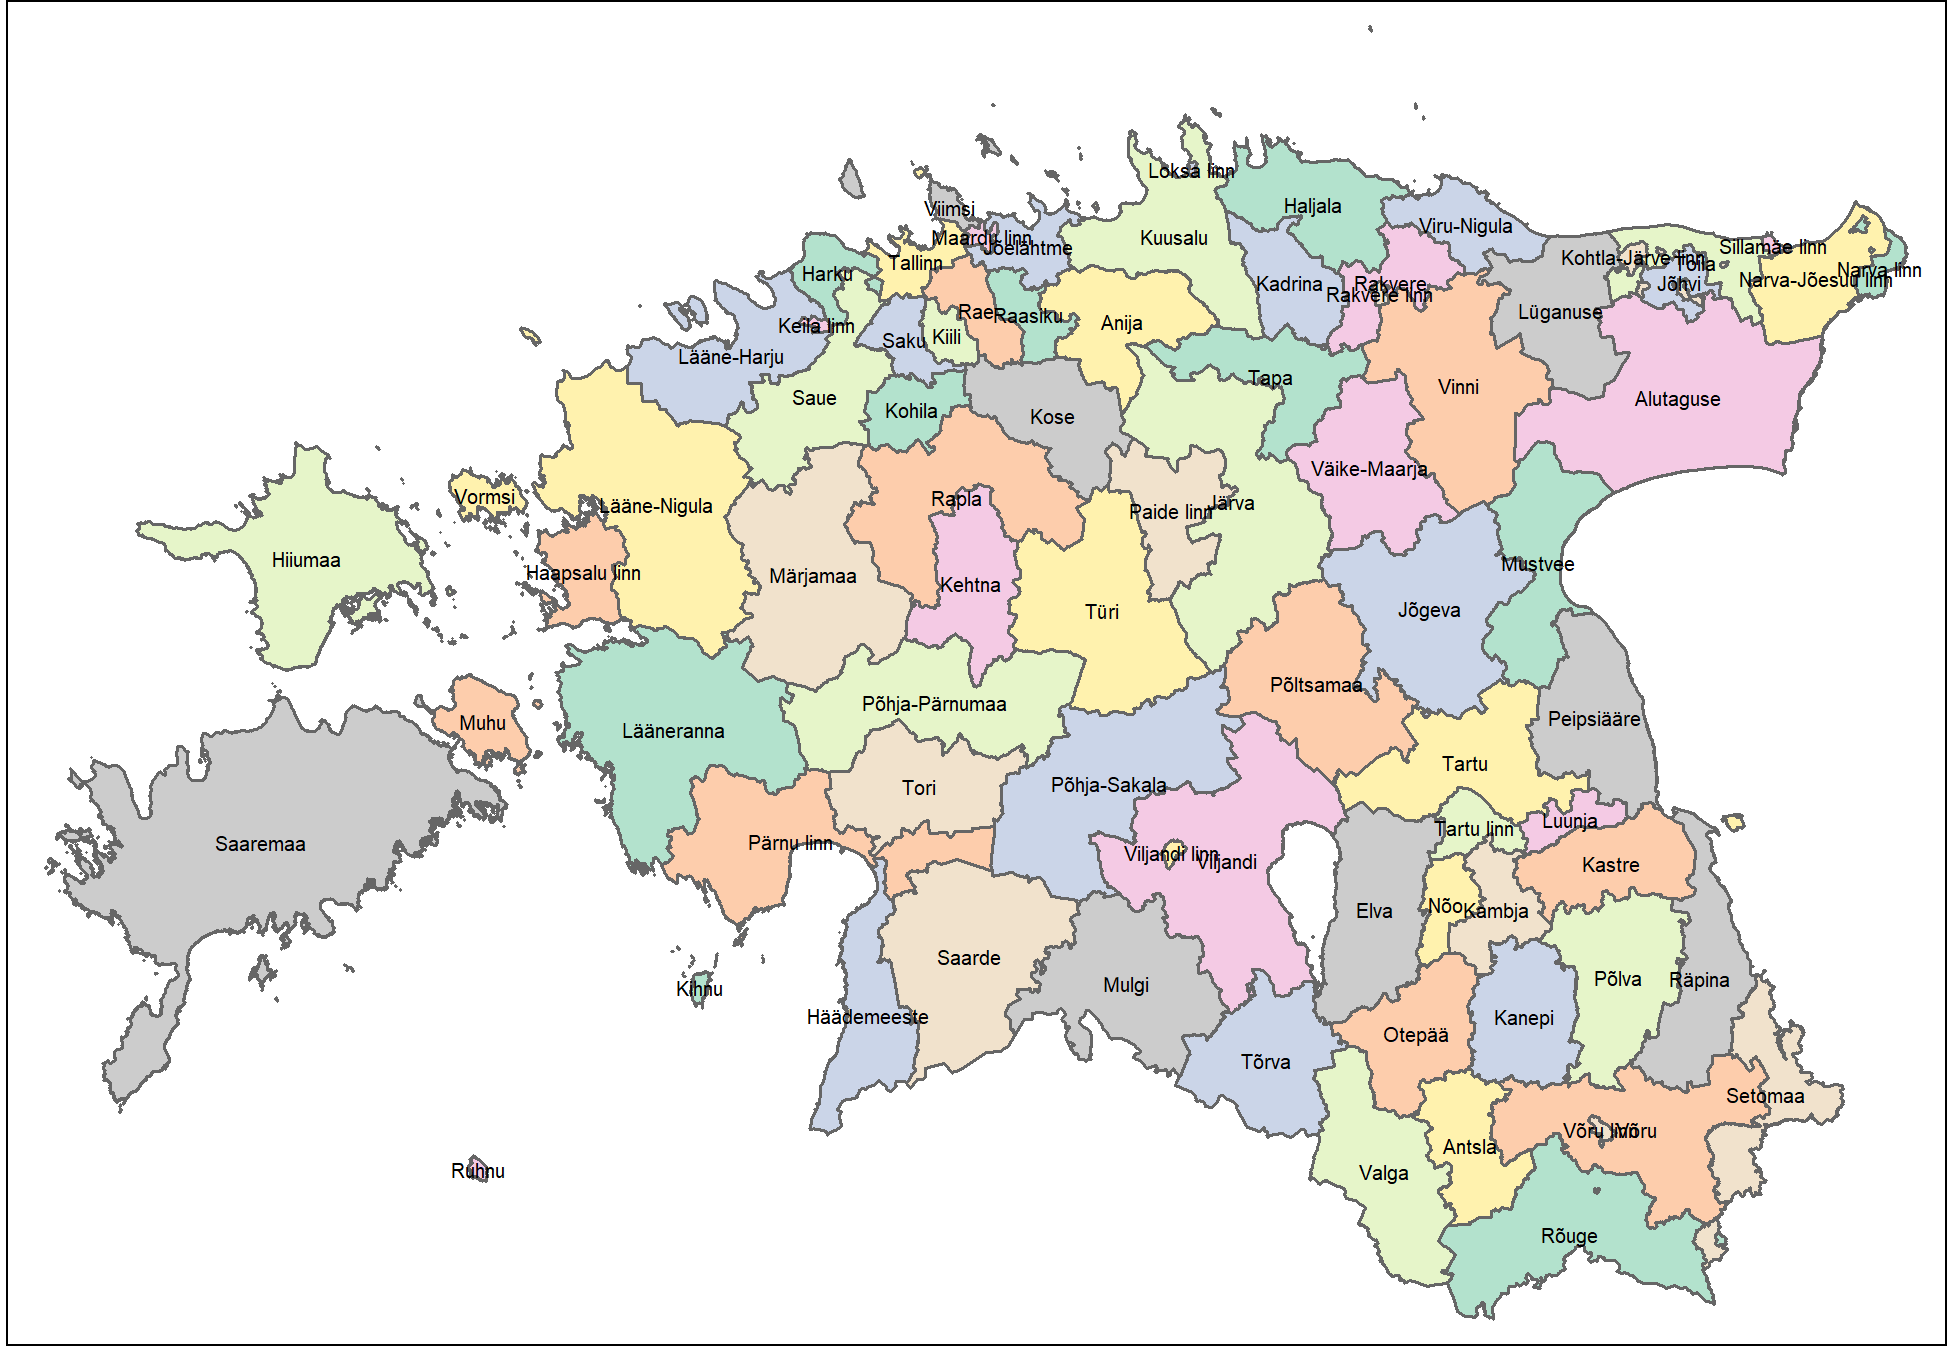 Loksa linn
Haljala
Viimsi
Viru-Nigula
Maardu linn
Jõelähtme
Kuusalu
Sillamäe linn
Kohtla-Järve linn
Toila
Tallinn
Harku
Narva linn
Narva-Jõesuu linn
Kadrina
Rakvere
Rakvere linn
Jõhvi
Lüganuse
Rae
Raasiku
Anija
Keila linn
Saku
Kiili
Lääne-Harju
Tapa
Vinni
Saue
Alutaguse
Kohila
Kose
Väike-Maarja
Vormsi
Rapla
Lääne-Nigula
Järva
Paide linn
Hiiumaa
Mustvee
Haapsalu linn
Märjamaa
Kehtna
Türi
Jõgeva
Põltsamaa
Põhja-Pärnumaa
Peipsiääre
Muhu
Lääneranna
Tartu
Põhja-Sakala
Tori
Luunja
Tartu linn
Saaremaa
Pärnu linn
Viljandi linn
Viljandi
Kastre
Nõo
Elva
Kambja
Saarde
Põlva
Räpina
Mulgi
Kihnu
Häädemeeste
Kanepi
Otepää
Tõrva
Setomaa
Võru linn
Võru
Antsla
Ruhnu
Valga
Rõuge